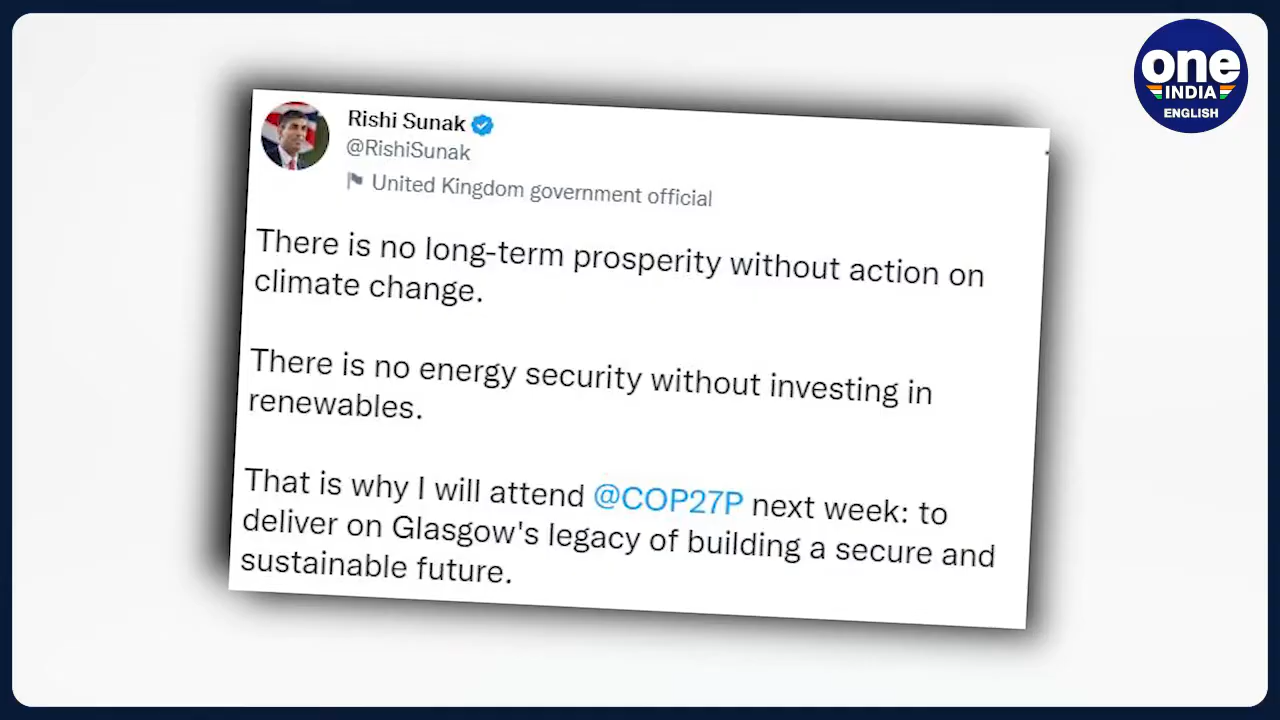 one
INDIA
ENGLISH
Rishi Sunak
@RishiSunak
United Kingdom government official
There is no long-term prosperity without action on
climate change.
There is no energy security without investing in
renewables.
That is why I will attend @COP27P next week: to
deliver on Glasgow's legacy of building a secure and
sustainable future.